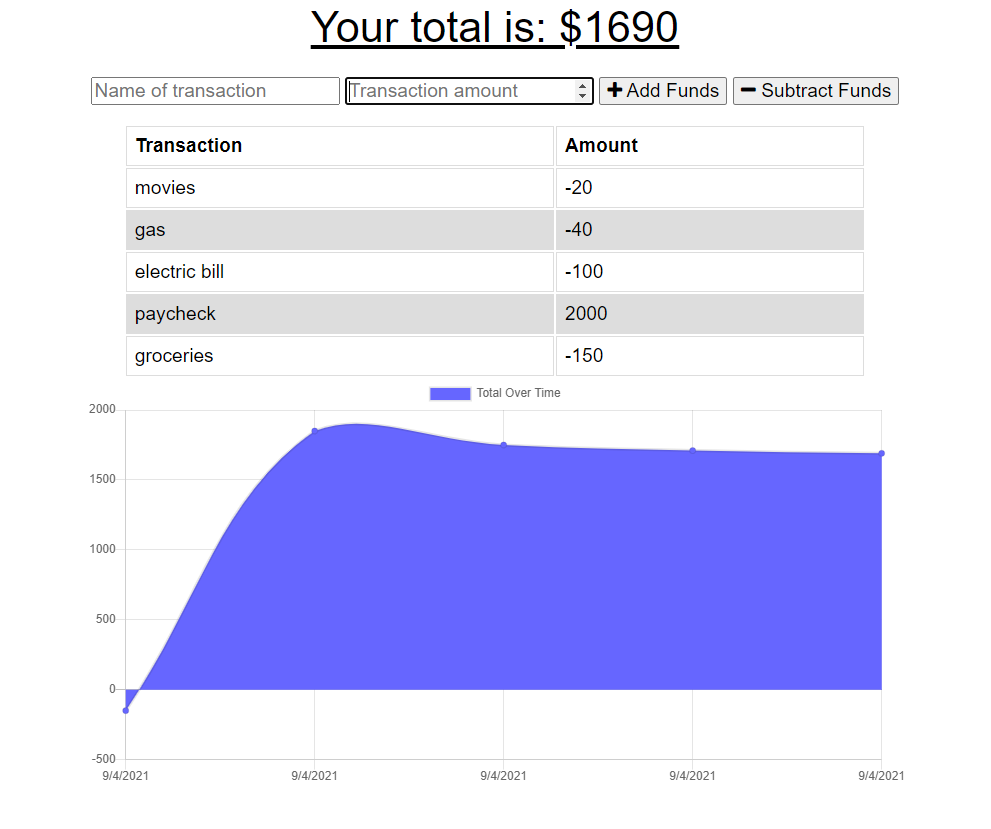 Your total is: $1690
Name of transaction Transaction amount Add Funds Subtract Funds
Transaction Amount
movies -20
gas -40
electric bill -100
paycheck 2000
groceries -150
Total Over Time
2000
1500
1000
500
0
-500
9/4/2021 9/4/2021 9/4/2021 9/4/2021 9/4/2021